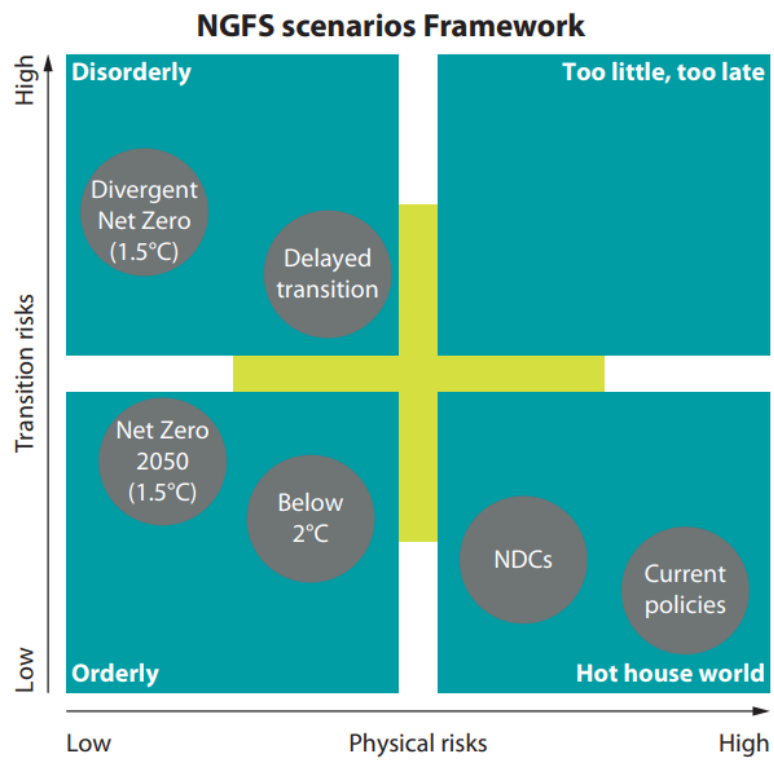 NGFS scenarios Framework
High
Transition risks
Low
Disorderly
Divergent
Net Zero
(1.5°C)
Delayed
transition
Too little, too late
Net Zero
2050
(1.5°C)
Below
2°C
Orderly
NDCs
Current
policies
Hot house world
Low
Physical risks
High